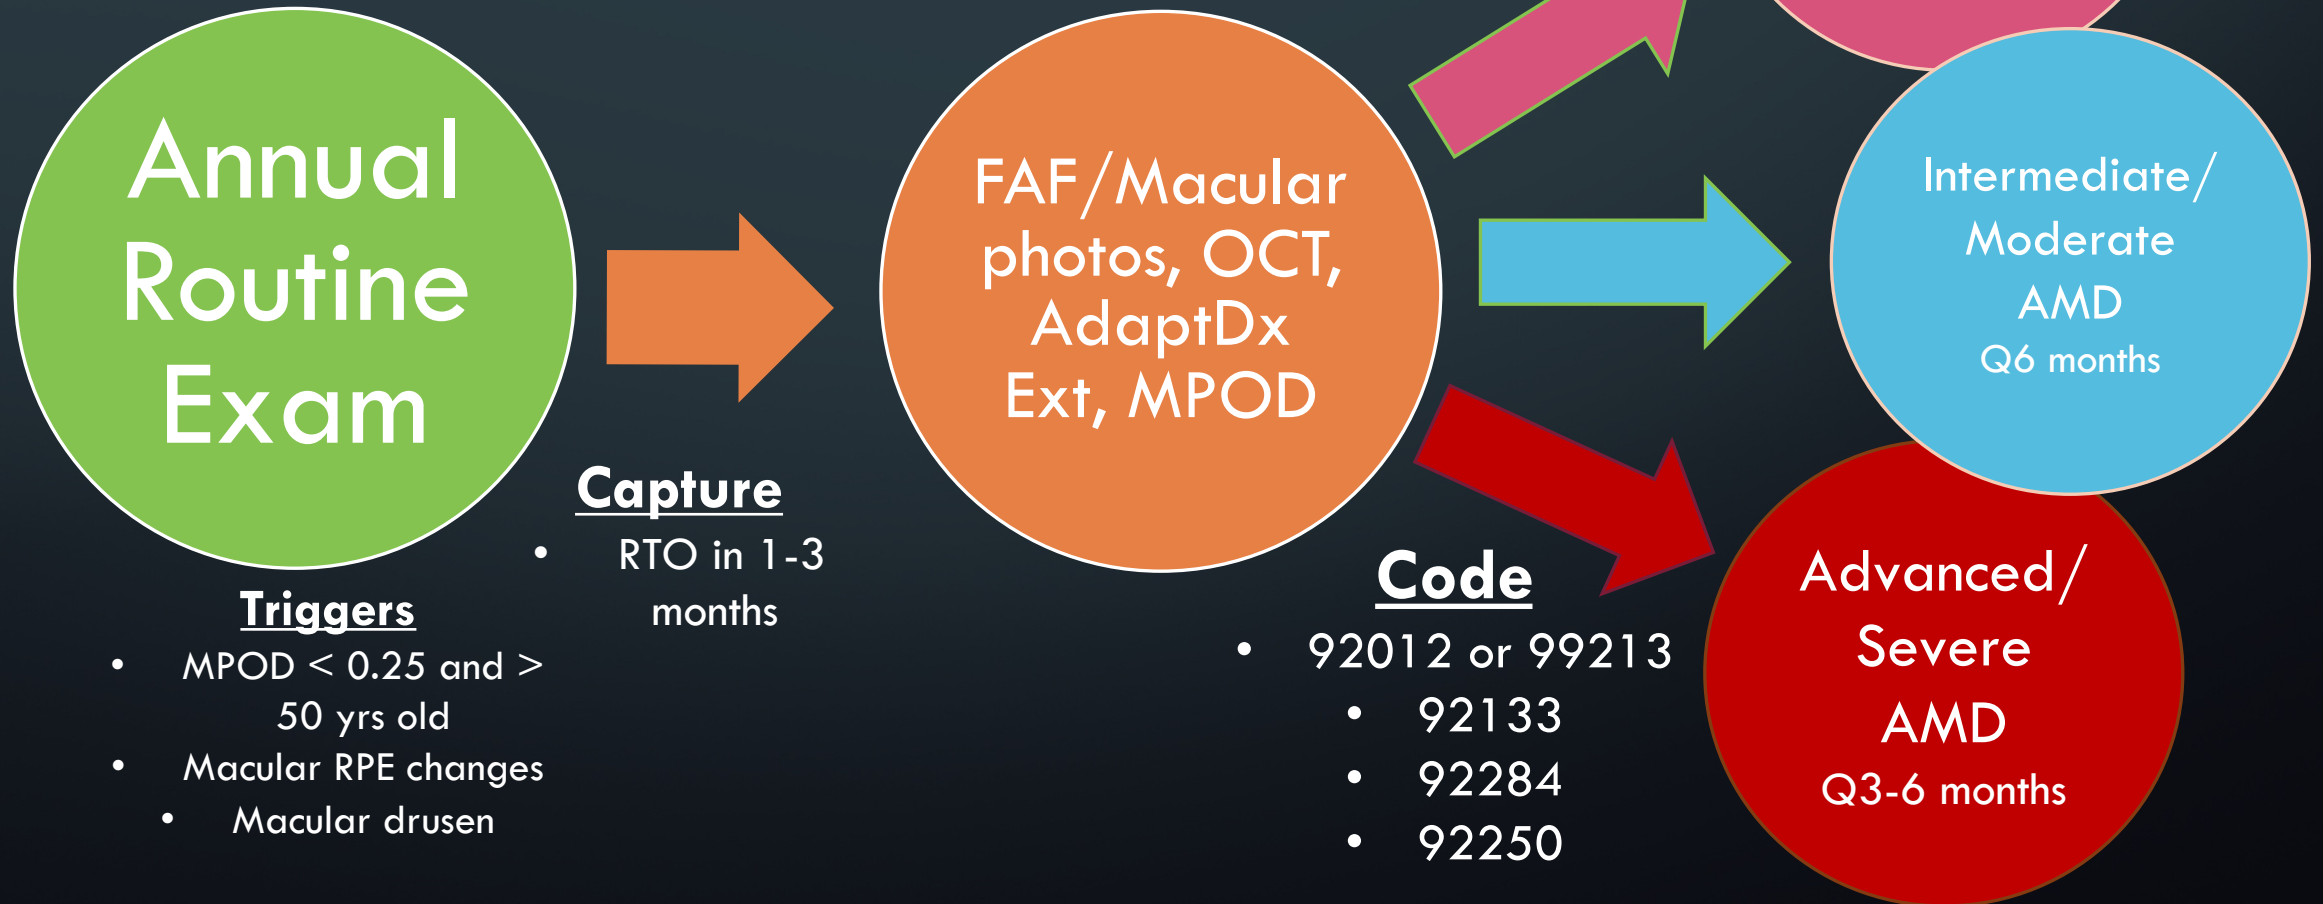 Annual
Routine
Exam
Triggers
• MPOD < 0.25 and >
50 yrs old
• Macular RPE changes
• Macular drusen
Capture
• RTO in 1-3
months
FAF/Macular
photos, OCT,
AdaptDx
Ext, MPOD
Code
• 92012 or 99213
• 92133
• 92284
• 92250
Intermediate/
Moderate
AMD
Q6 months
Advanced/
Severe
AMD
Q3-6 months